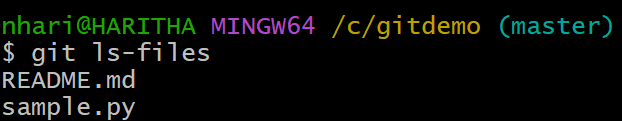 nhari@HARITHA MINGW64 /c/gitdemo (master)
$ git ls-files
README.md
sample.py